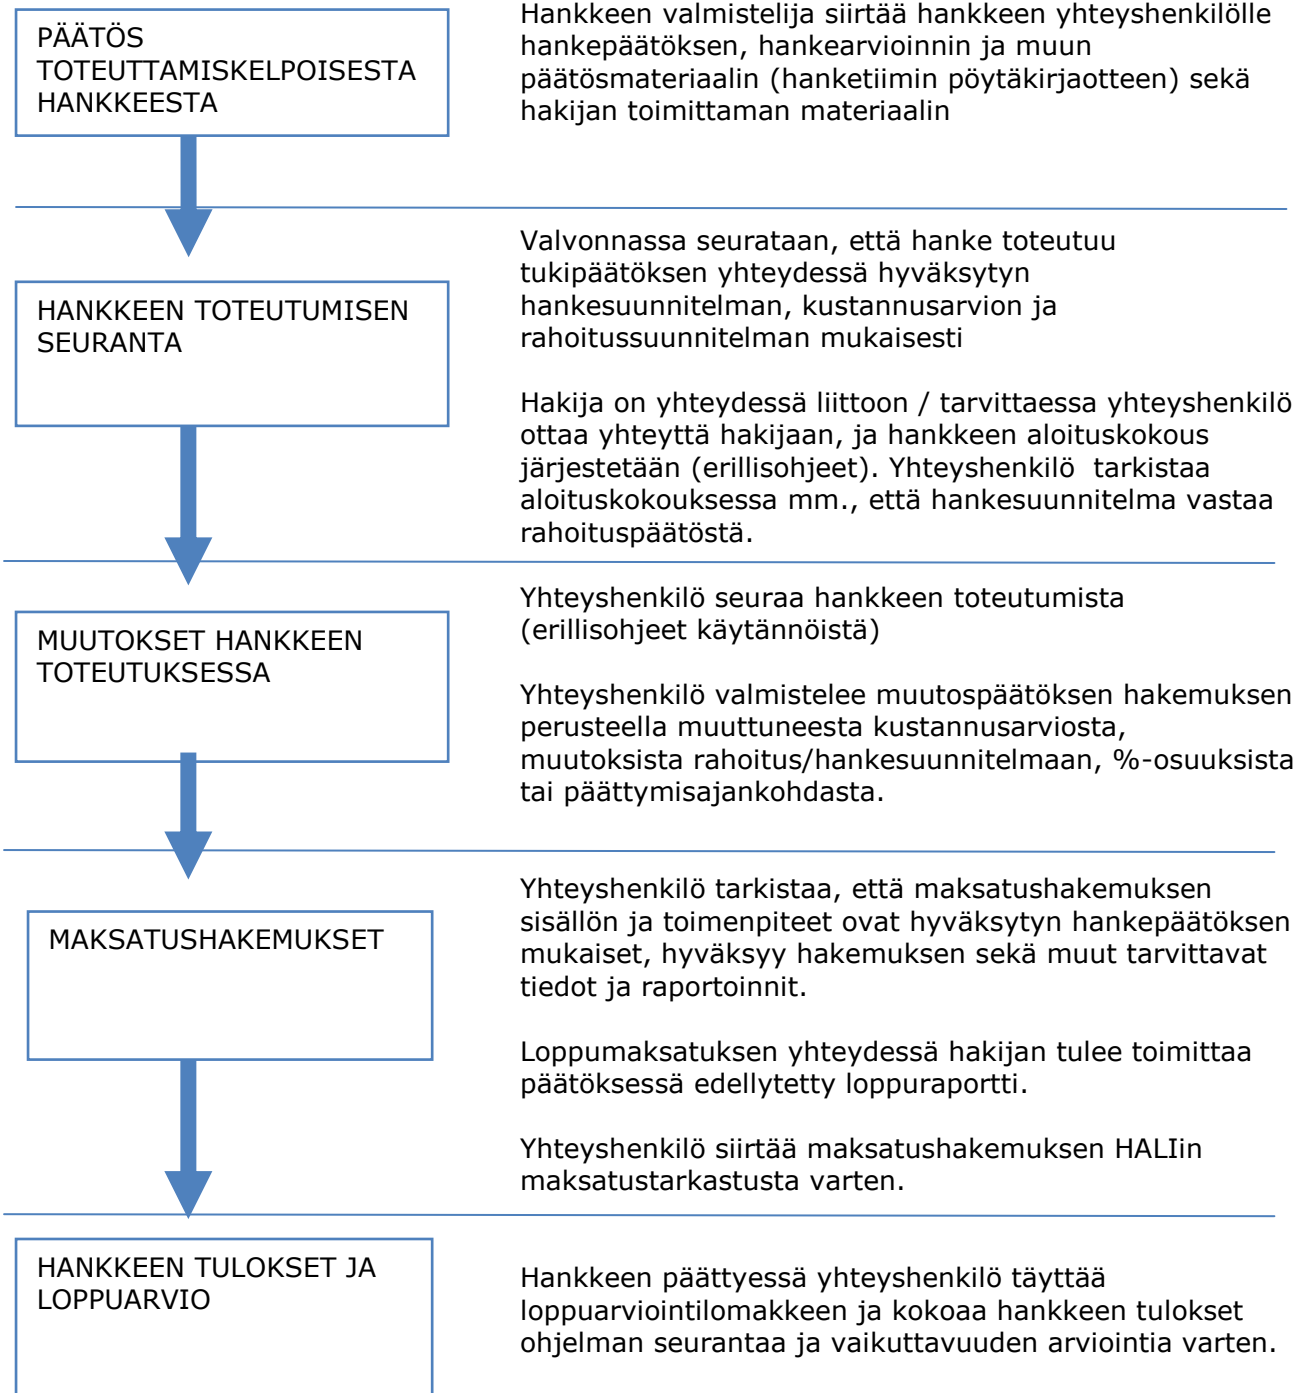 PÄÄTÖS
TOTEUTTAMISKELPOISESTA
HANKKEESTA
Hankkeen valmistelija siirtää hankkeen yhteyshenkilölle
hankepäätöksen, hankearvioinnin ja muun
päätösmateriaalin (hanketiimin pöytäkirjaotteen) sekä
hakijan toimittaman materiaalin
HANKKEEN TOTEUTUMISEN
SEURANTA
Valvonnassa seurataan, että hanke toteutuu
tukipäätöksen yhteydessä hyväksytyn
hankesuunnitelman, kustannusarvion ja
rahoitussuunnitelman mukaisesti
Hakija on yhteydessä liittoon / tarvittaessa yhteyshenkilö
ottaa yhteyttä hakijaan, ja hankkeen aloituskokous
järjestetään (erillisohjeet). Yhteyshenkilö  tarkistaa
aloituskokouksessa mm., että hankesuunnitelma vastaa
rahoituspäätöstä.
MUUTOKSET HANKKEEN
TOTEUTUKSESSA
Yhteyshenkilö seuraa hankkeen toteutumista
(erillisohjeet käytännöistä)
Yhteyshenkilö valmistelee muutospäätöksen hakemuksen
perusteella muuttuneesta kustannusarviosta,
muutoksista rahoitus/hankesuunnitelmaan, %-osuuksista
tai päättymisajankohdasta.
MAKSATUSHAKEMUKSET
Yhteyshenkilö tarkistaa, että maksatushakemuksen
sisällön ja toimenpiteet ovat hyväksytyn hankepäätöksen
mukaiset, hyväksyy hakemuksen sekä muut tarvittavat
tiedot ja raportoinnit.
Loppumaksatuksen yhteydessä hakijan tulee toimittaa
päätöksessä edellytetty loppuraportti.
Yhteyshenkilö siirtää maksatushakemuksen HALIin
maksatustarkastusta varten.
HANKKEEN TULOKSET JA
LOPPUARVIO
Hankkeen päättyessä yhteyshenkilö täyttää
loppuarviointilomakkeen ja kokoaa hankkeen tulokset
ohjelman seurantaa ja vaikuttavuuden arviointia varten.